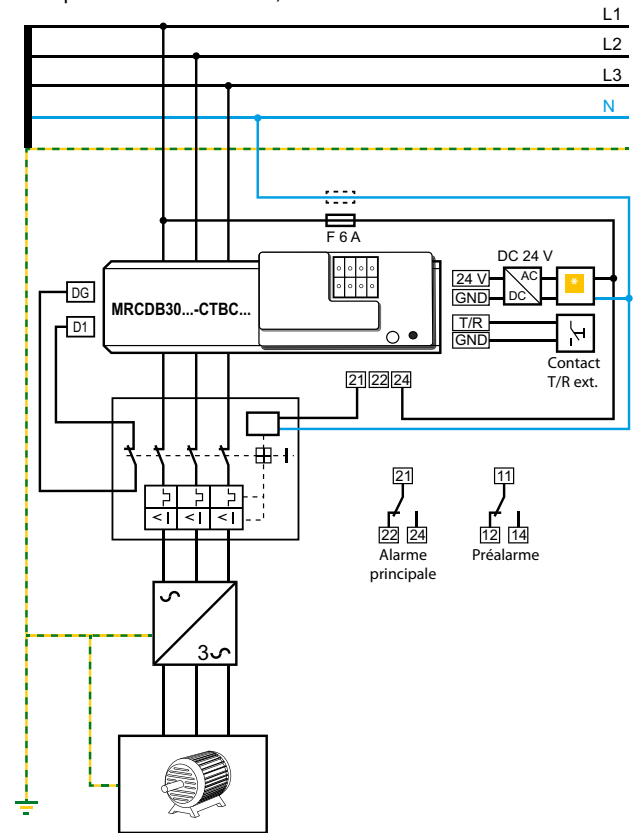 L1
L2
L3
N
F 6 A
DC 24 V
24 V
AC
GND
DC
DG
MRCDB30...-CTBC...
D1
T/R
GND
Contact
T/R ext.
21 22 24
21
11
22 24
12 14
Alarme
principale
Préalarme
3